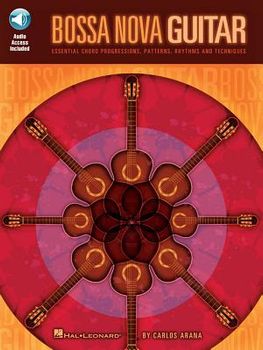 Audio
Access
Included
BOSSA NOVA GUITAR
ESSENTIAL CHORD PROGRESSIONS, PATTERNS, RHYTHMS AND TECHNIQUES
HAL•LEONARD®
BY CARLOS ARANA